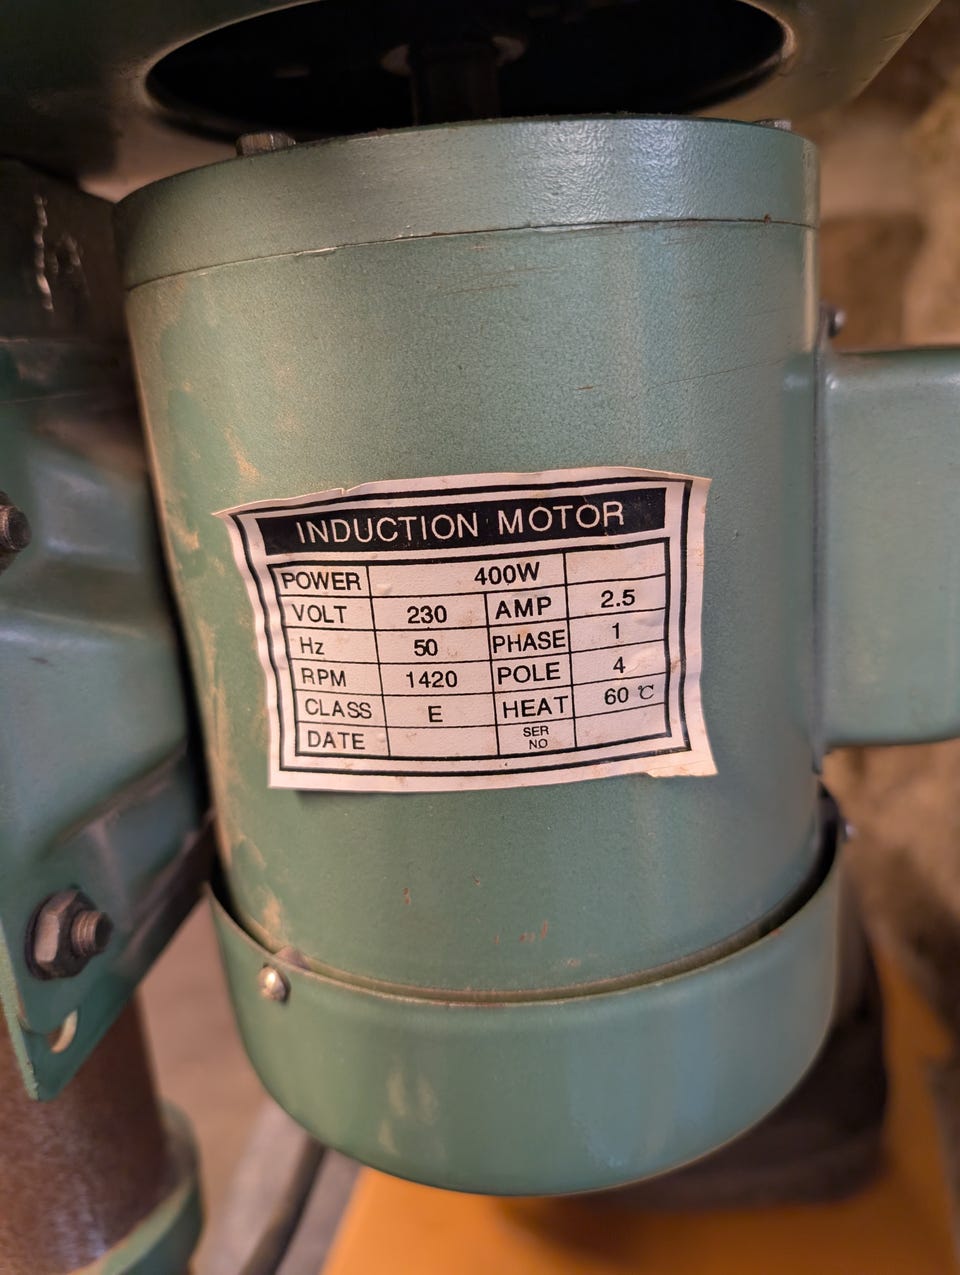 INDUCTION MOTOR
POWER 400W
VOLT 230 AMP 2.5
Hz 50 PHASE 1
RPM 1420 POLE 4
CLASS E HEAT 60 ℃
DATE SER NO